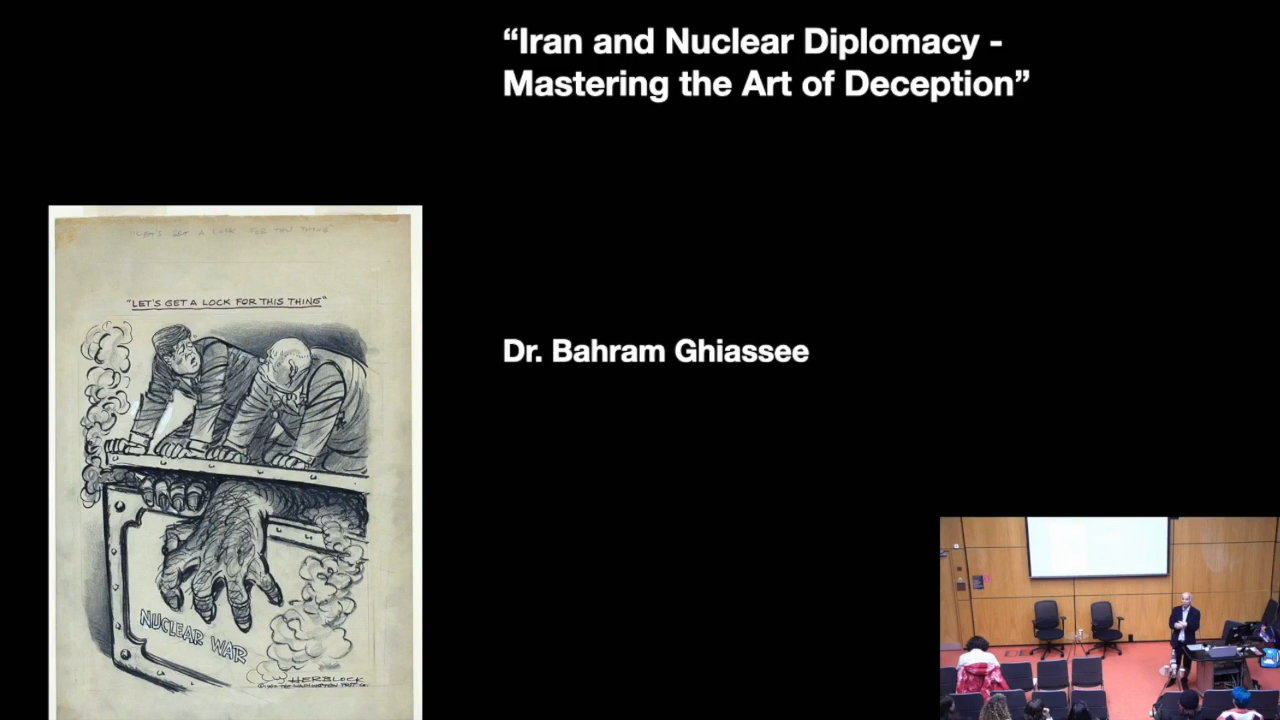 “Iran and Nuclear Diplomacy -
Mastering the Art of Deception”
Dr. Bahram Ghiassee
"LET'S GET A LOCK FOR THIS THING"
NUCLEAR WAR
HERBLOCK